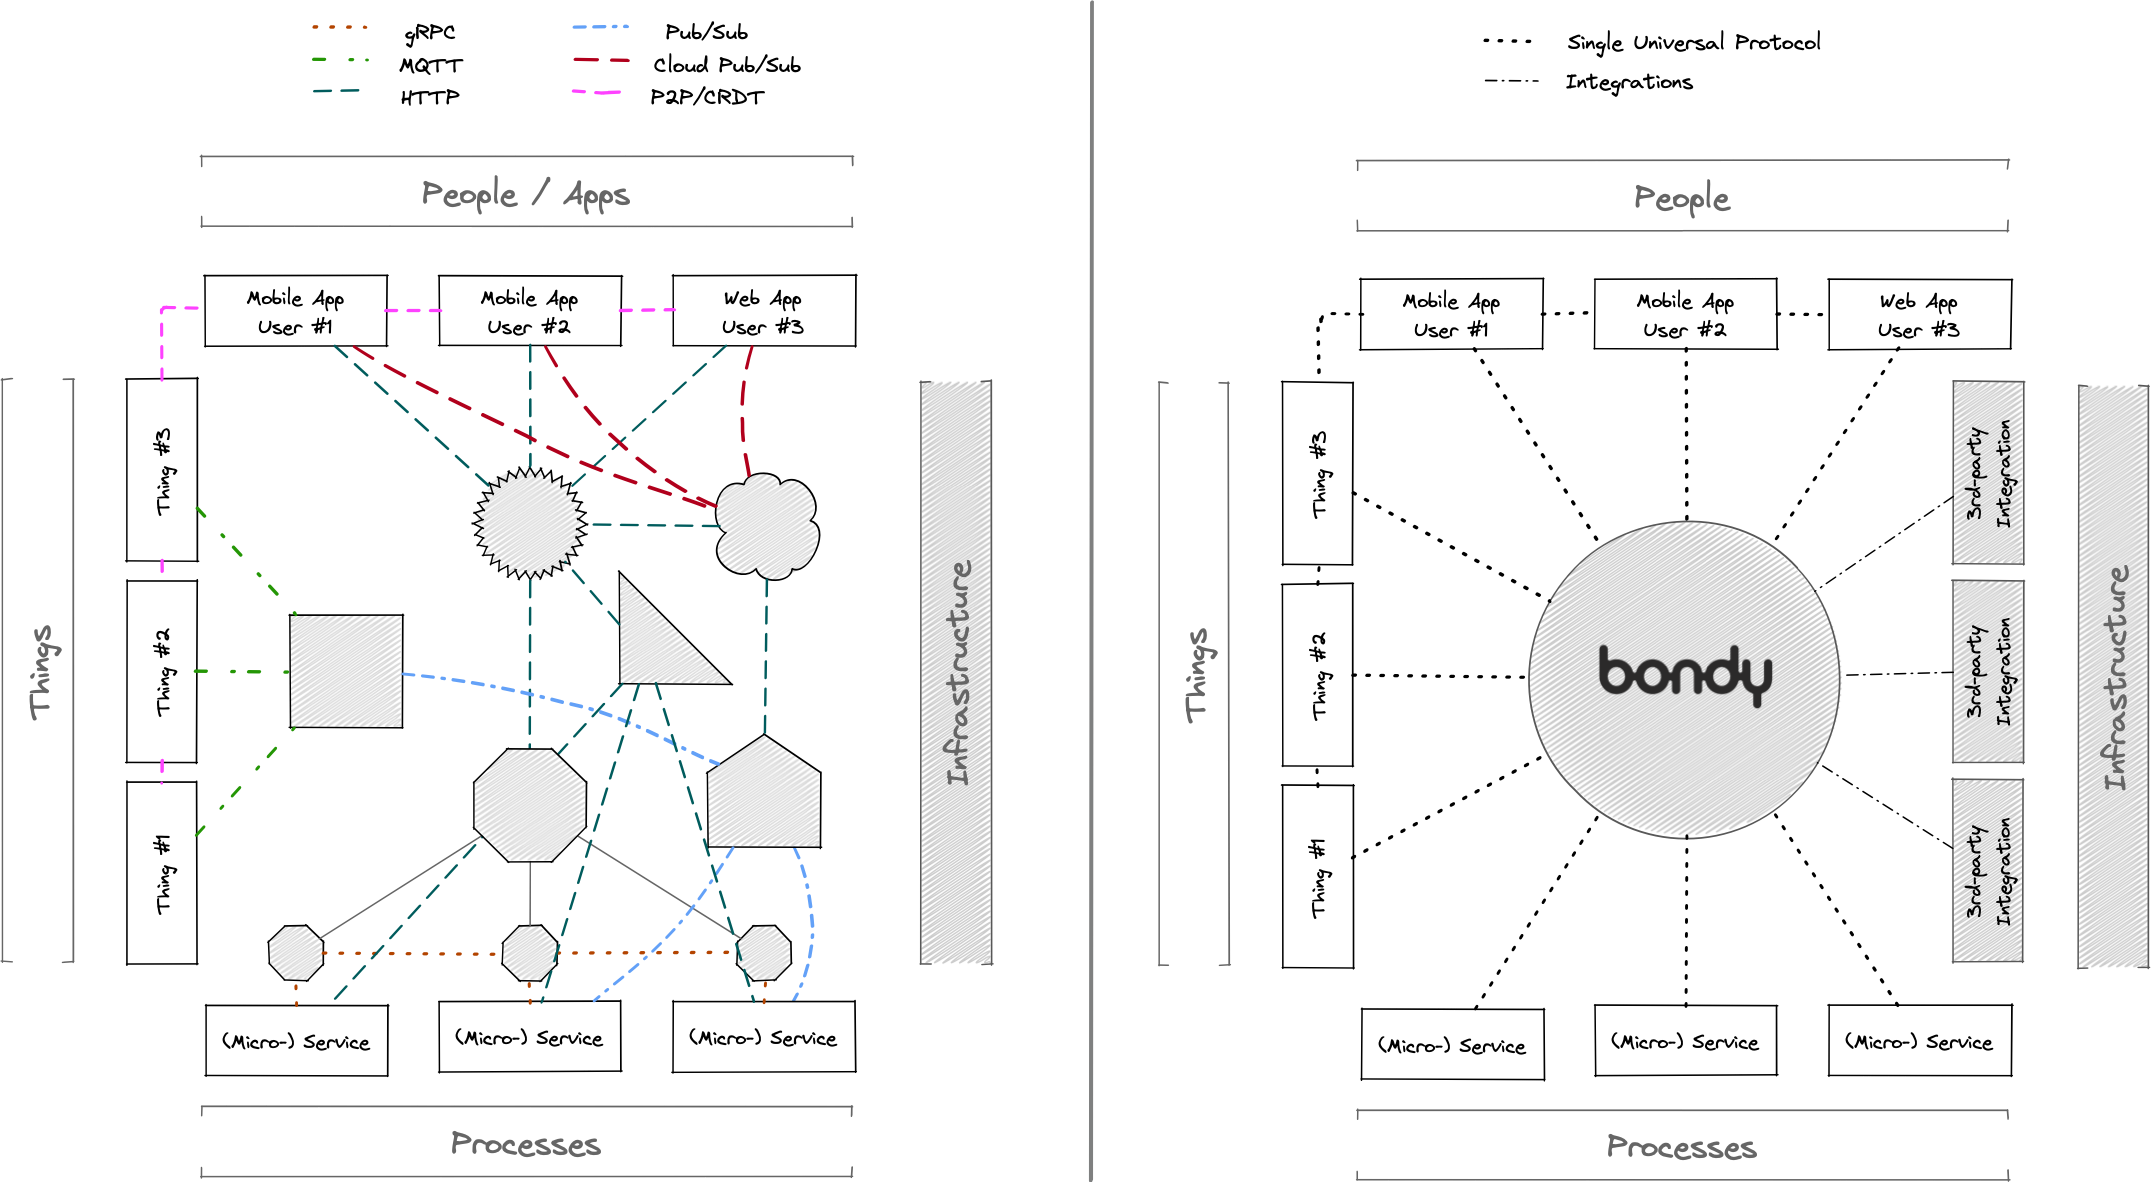 gRPC
MQTT
HTTP
Pub/Sub
Cloud Pub/Sub
P2P/CRDT
People / Apps
Mobile App
User #1
Mobile App
User #2
Web App
User #3
Things
Thing #3
Thing #2
Thing #1
Infrastructure
(Micro-) Service
(Micro-) Service
(Micro-) Service
Processes
Single Universal Protocol
Integrations
People
Mobile App
User #1
Mobile App
User #2
Web App
User #3
Things
Thing #3
Thing #2
Thing #1
bondy
3rd-party
Integration
3rd-party
Integration
3rd-party
Integration
Infrastructure
(Micro-) Service
(Micro-) Service
(Micro-) Service
Processes